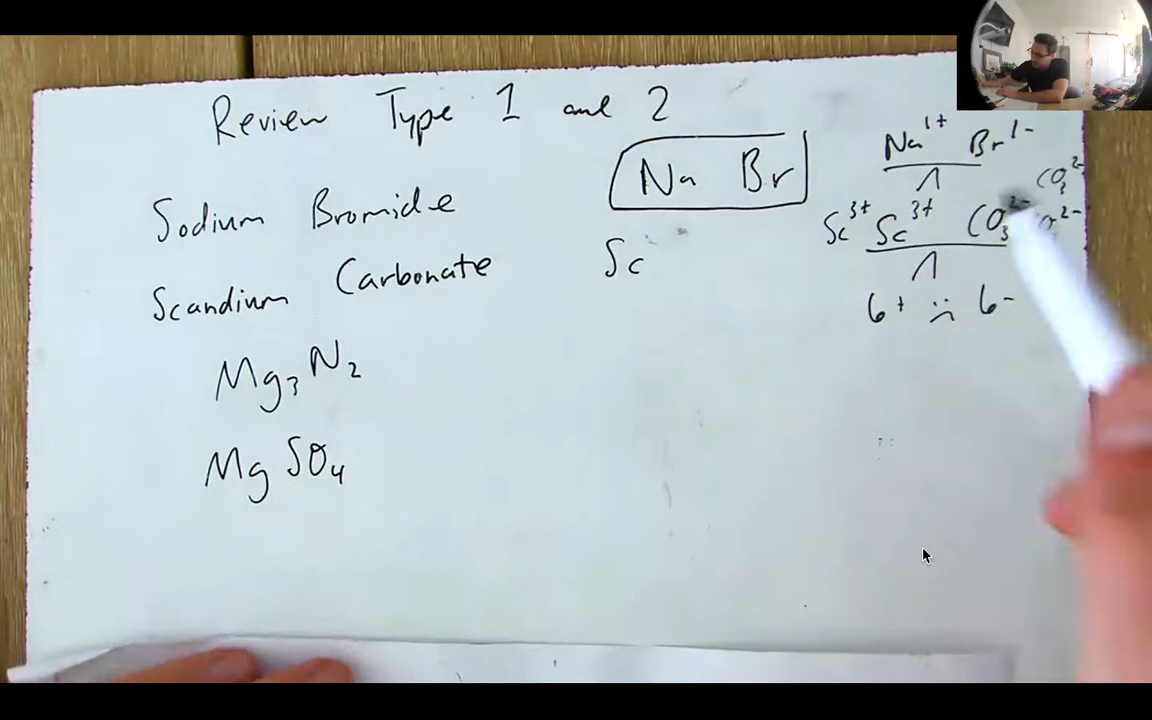 Review Type 1 and 2
Sodium Bromide
Na Br
Na¹⁺ Br¹⁻
CO₃²⁻
Scandium Carbonate
Sc
Sc³⁺ Sc³⁺ CO₃²⁻
6+ 6-
Mg₃N₂
MgSO₄